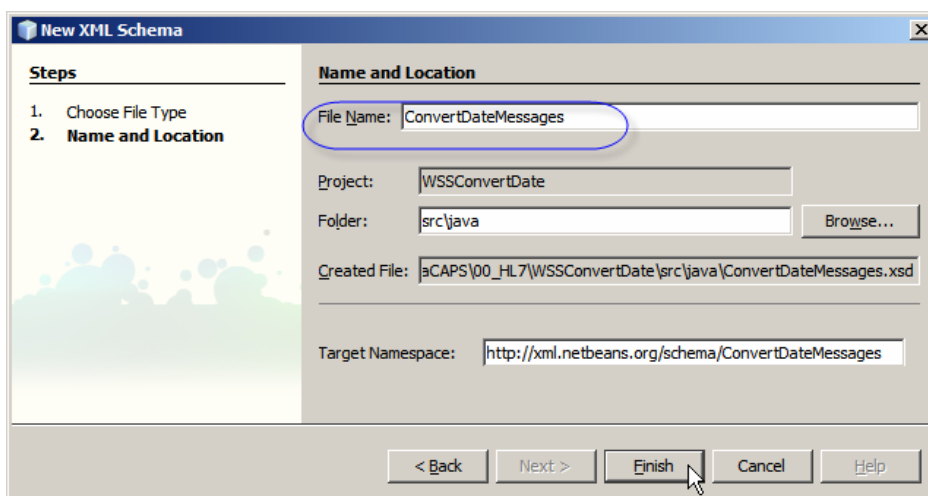 New XML Schema
Steps
1. Choose File Type
2. Name and Location
Name and Location
File Name: ConvertDateMessages
Project: WSSConvertDate
Folder: src\java Browse...
Created File: aCAPS\00_HL7\WSSConvertDate\src\java\ConvertDateMessages.xsd
Target Namespace: http://xml.netbeans.org/schema/ConvertDateMessages
< Back Next > Finish Cancel Help